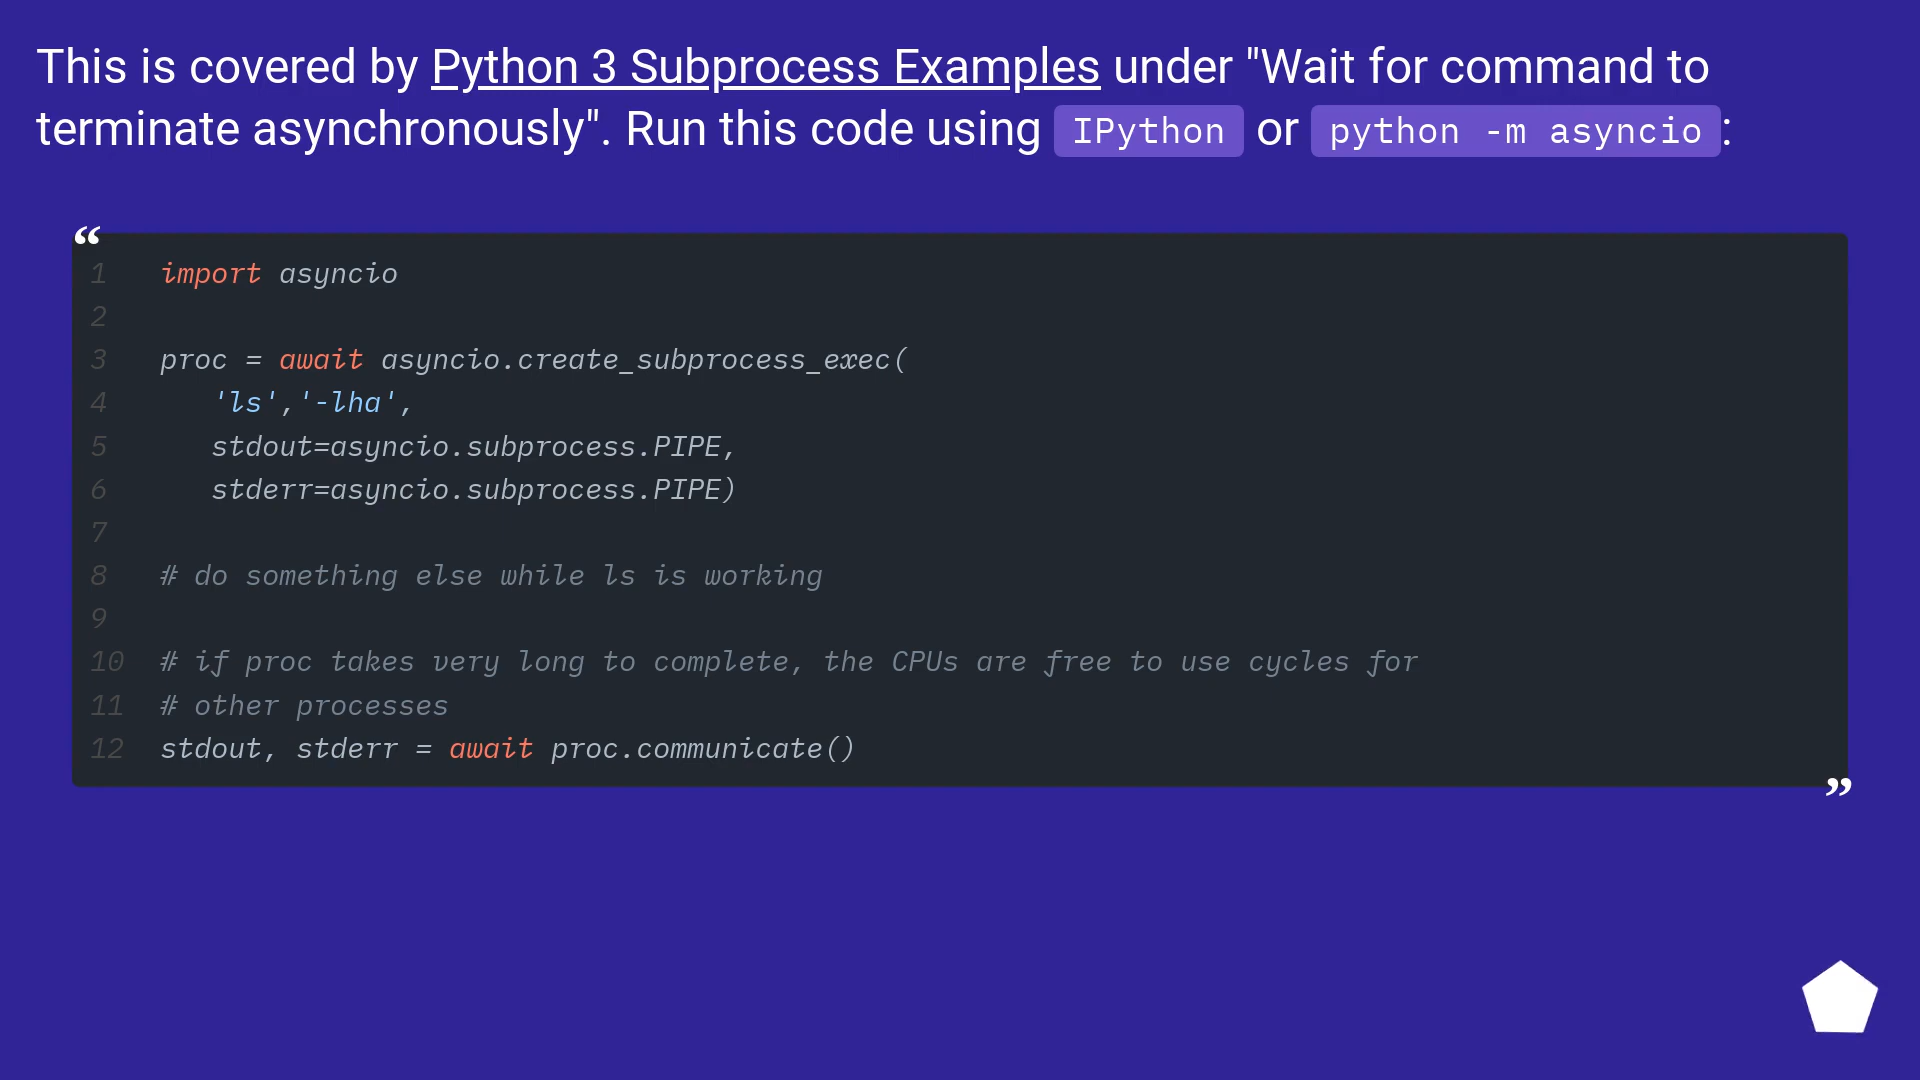 This is covered by Python 3 Subprocess Examples under "Wait for command to
terminate asynchronously". Run this code using IPython or python -m asyncio:
“
1 import asyncio
2
3 proc = await asyncio.create_subprocess_exec(
4    'ls','-lha',
5    stdout=asyncio.subprocess.PIPE,
6    stderr=asyncio.subprocess.PIPE)
7
8 # do something else while ls is working
9
10 # if proc takes very long to complete, the CPUs are free to use cycles for
11 # other processes
12 stdout, stderr = await proc.communicate()
”